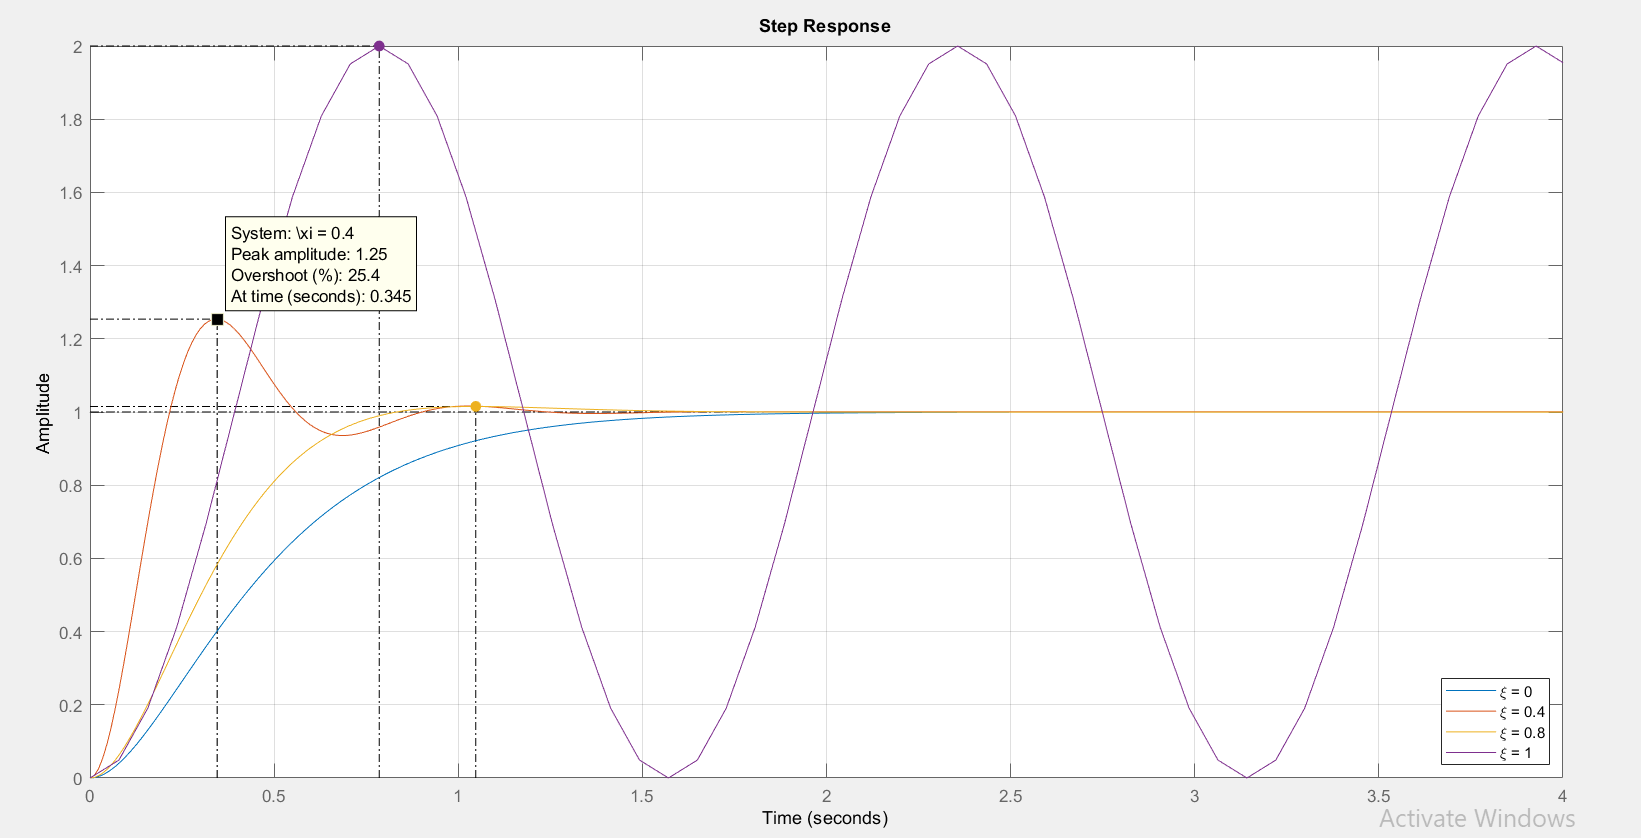 Step Response
2
1.8
1.6
1.4
1.2
1
0.8
0.6
0.4
0.2
0
Amplitude
System: \xi = 0.4
Peak amplitude: 1.25
Overshoot (%): 25.4
At time (seconds): 0.345
ξ = 0
ξ = 0.4
ξ = 0.8
ξ = 1
0 0.5 1 1.5 2 2.5 3 3.5 4
Time (seconds)
Activate Windows